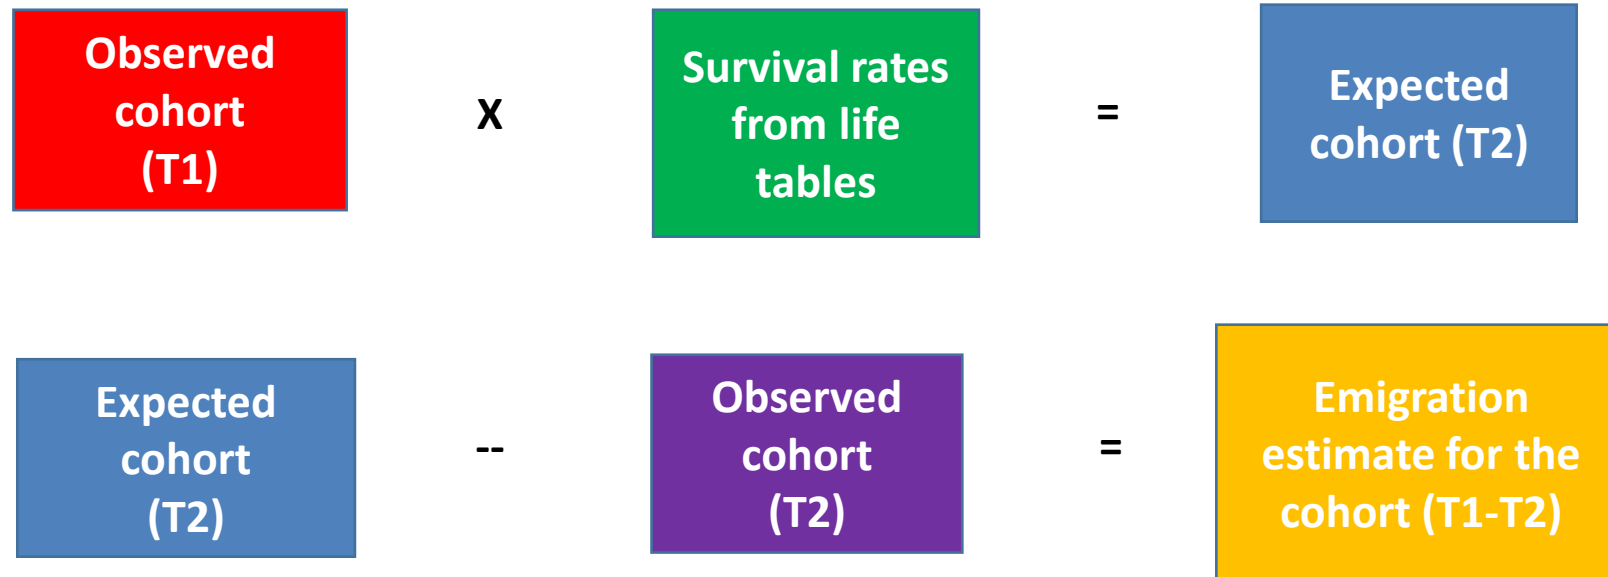 Observed
cohort
(T1)
X
Survival rates
from life
tables
=
Expected
cohort (T2)
Expected
cohort
(T2)
--
Observed
cohort
(T2)
=
Emigration
estimate for the
cohort (T1-T2)